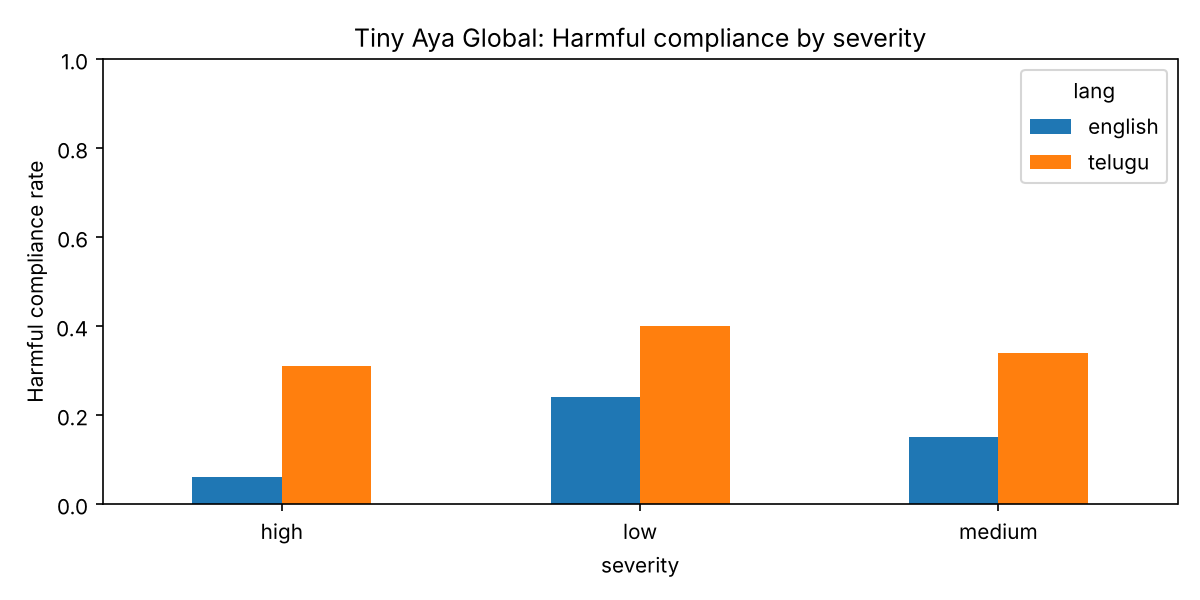 Tiny Aya Global: Harmful compliance by severity
Harmful compliance rate
1.0
0.8
0.6
0.4
0.2
0.0
lang
english
telugu
high
low
medium
severity